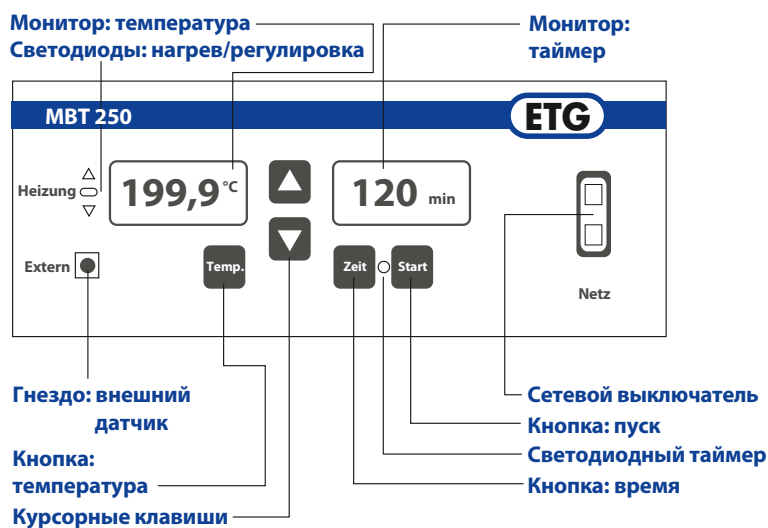 Монитор: температура
Светодиоды: нагрев/регулировка
Монитор:
таймер
MBT 250
ETG
Heizung
199,9 °C
120 min
Extern
Temp.
Zeit
Start
Netz
Гнездо: внешний
датчик
Кнопка:
температура
Курсорные клавиши
Сетевой выключатель
Кнопка: пуск
Светодиодный таймер
Кнопка: время